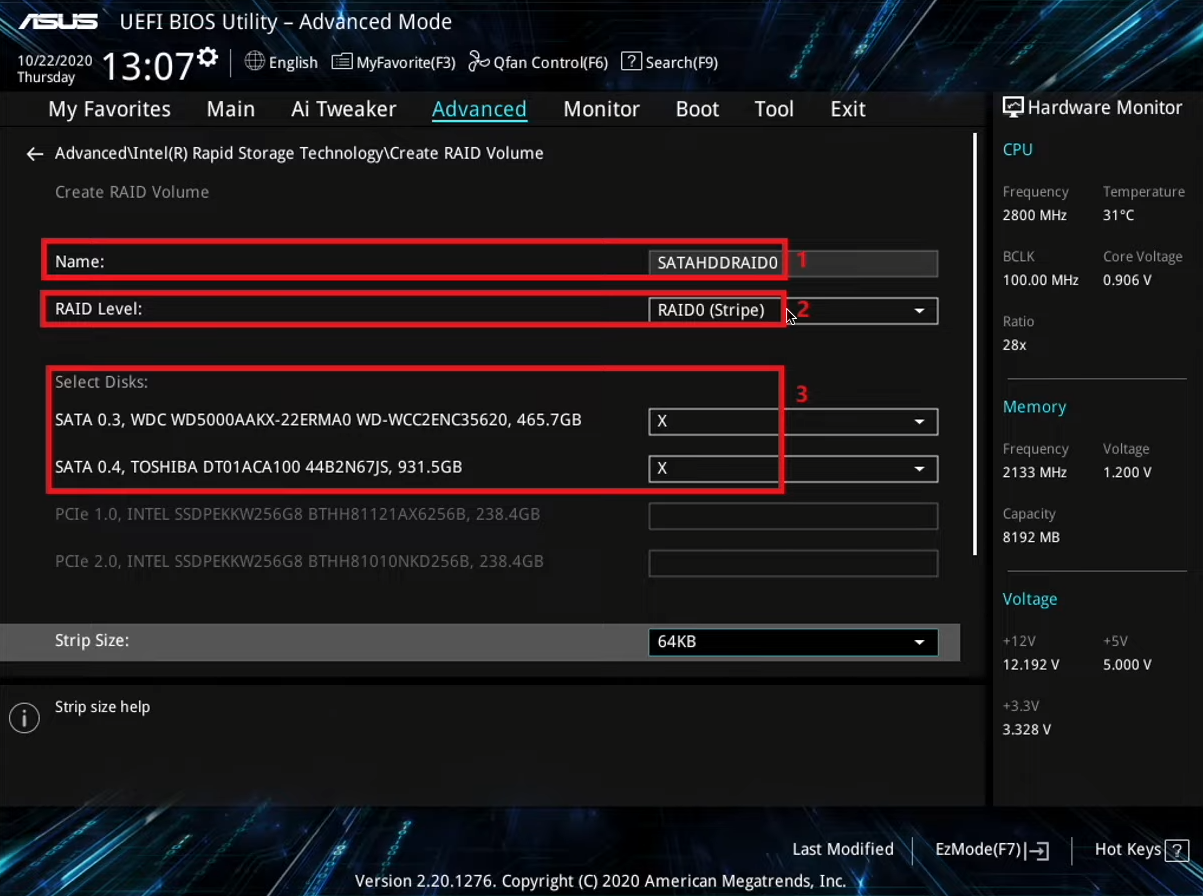 ASUS UEFI BIOS Utility – Advanced Mode
10/22/2020
Thursday
13:07
English MyFavorite(F3) Qfan Control(F6) ? Search(F9)
My Favorites Main Ai Tweaker Advanced Monitor Boot Tool Exit
Advanced\Intel(R) Rapid Storage Technology\Create RAID Volume
Create RAID Volume
Name: SATAHDDRAID0 1
RAID Level: RAID0 (Stripe) 2
Select Disks: 3
SATA 0.3, WDC WD5000AAKX-22ERMA0 WD-WCC2ENC35620, 465.7GB X
SATA 0.4, TOSHIBA DT01ACA100 44B2N67JS, 931.5GB X
PCIe 1.0, INTEL SSDPEKKW256G8 BTHH81121AX6256B, 238.4GB
PCIe 2.0, INTEL SSDPEKKW256G8 BTHH81010NKD256B, 238.4GB
Strip Size: 64KB
Strip size help
Hardware Monitor
CPU
Frequency Temperature
2800 MHz 31°C
BCLK Core Voltage
100.00 MHz 0.906 V
Ratio
28x
Memory
Frequency Voltage
2133 MHz 1.200 V
Capacity
8192 MB
Voltage
+12V +5V
12.192 V 5.000 V
+3.3V
3.328 V
Last Modified EzMode(F7) Hot Keys ?
Version 2.20.1276. Copyright (C) 2020 American Megatrends, Inc.